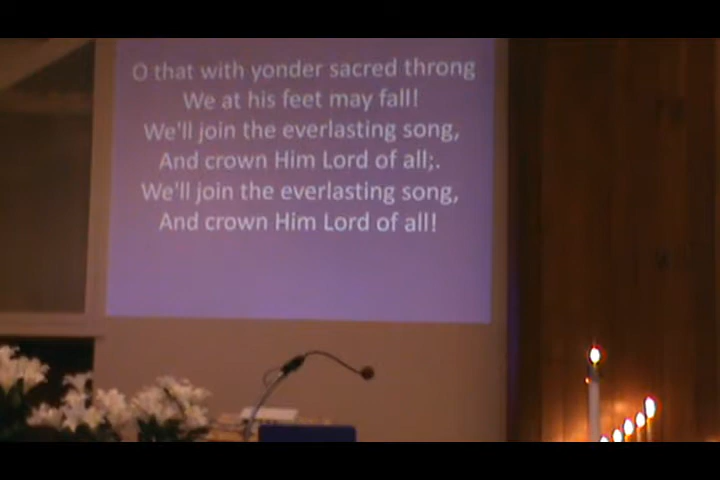 O that with yonder sacred throng
We at his feet may fall!
We'll join the everlasting song,
And crown Him Lord of all;.
We'll join the everlasting song,
And crown Him Lord of all!